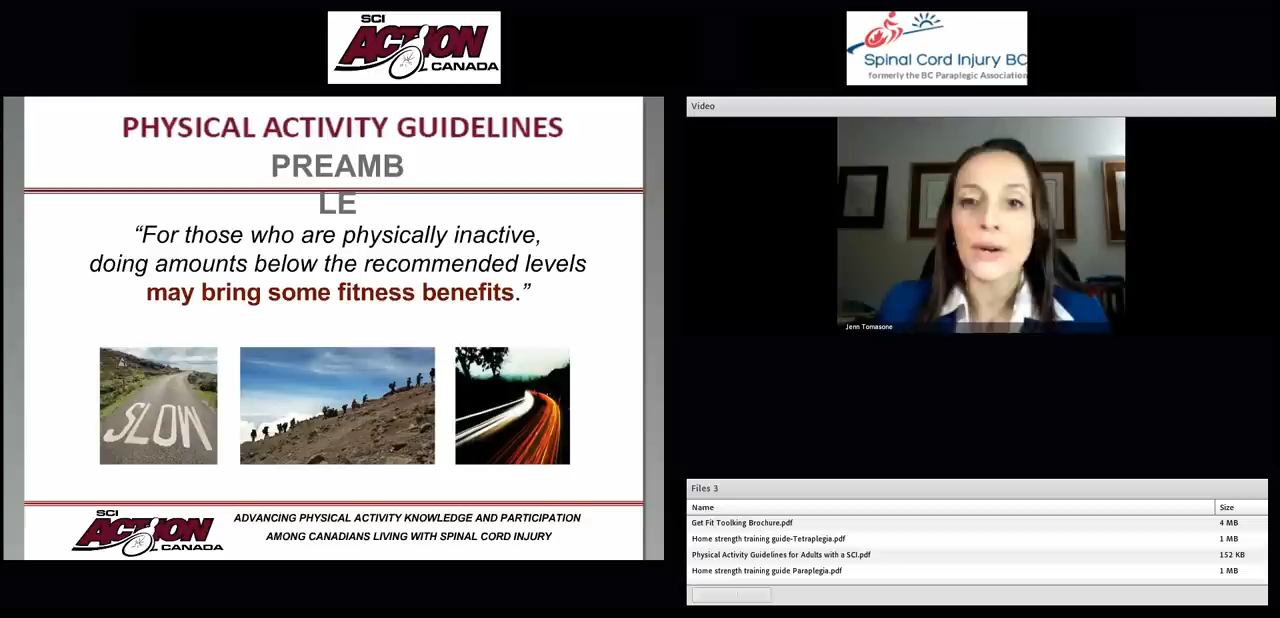 SCI
ACTION
CANADA
Spinal Cord Injury BC
formerly the BC Paraplegic Association
PHYSICAL ACTIVITY GUIDELINES
PREAMB
LE
“For those who are physically inactive,
doing amounts below the recommended levels
may bring some fitness benefits.”
SLOW
SCI
ACTION
CANADA
ADVANCING PHYSICAL ACTIVITY KNOWLEDGE AND PARTICIPATION
AMONG CANADIANS LIVING WITH SPINAL CORD INJURY
Video
Jenn Tomasone
Files 3
Name Size
Get Fit Toolking Brochure.pdf 4 MB
Home strength training guide-Tetraplegia.pdf 1 MB
Physical Activity Guidelines for Adults with a SCI.pdf 152 KB
Home strength training guide Paraplegia.pdf 1 MB